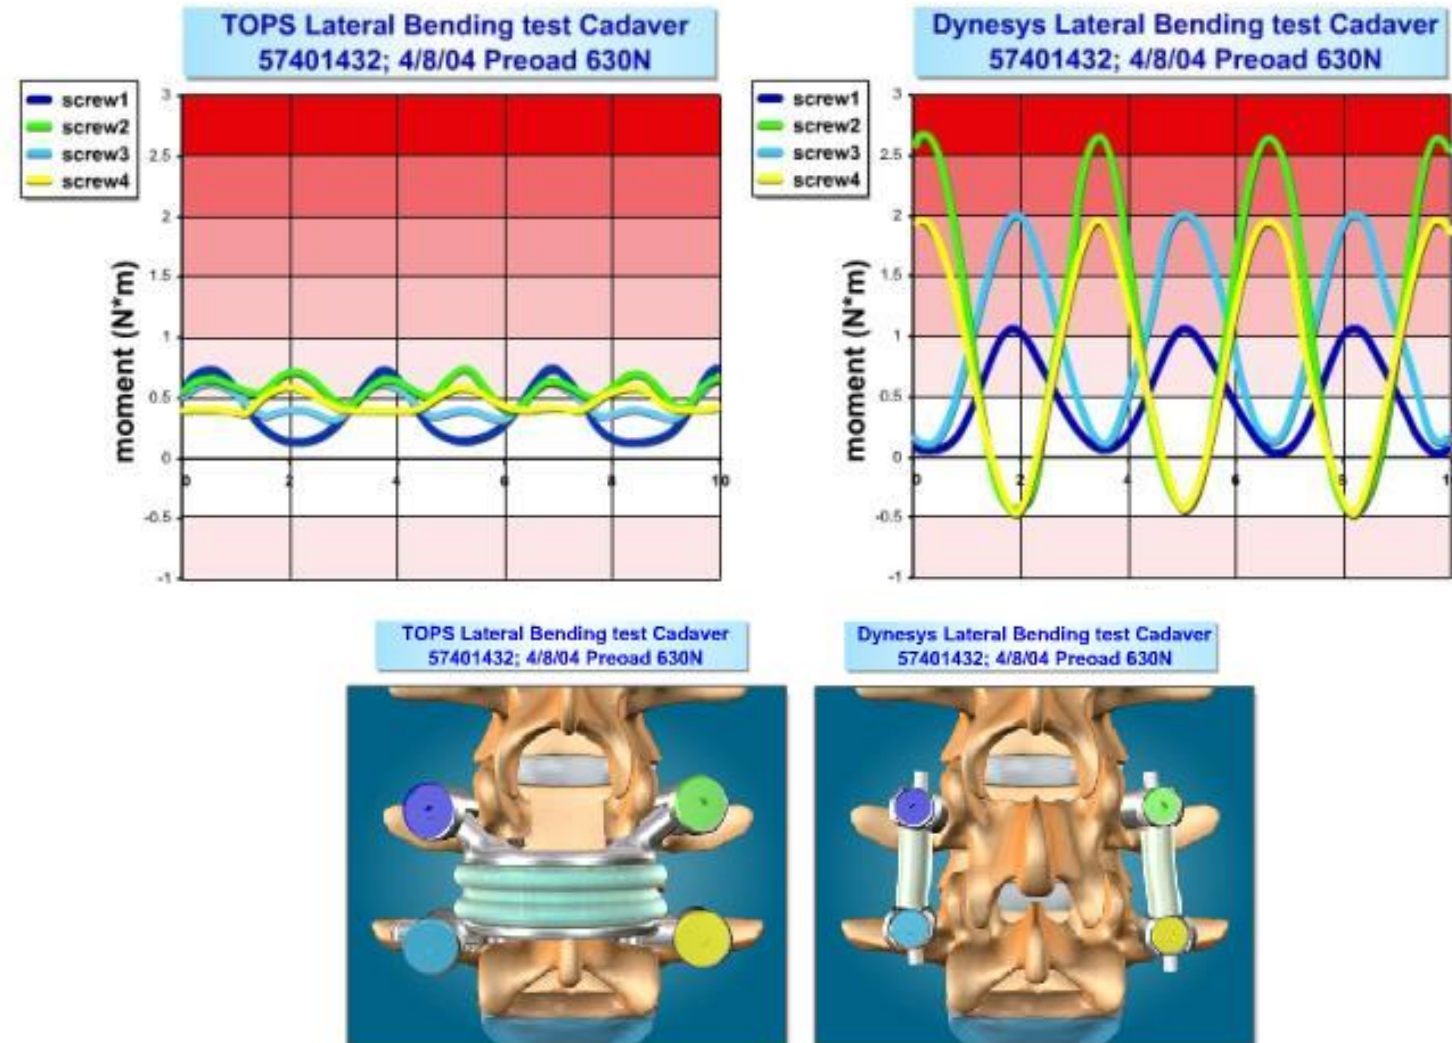 TOPS Lateral Bending test Cadaver
57401432; 4/8/04 Preoad 630N
screw1
screw2
screw3
screw4
moment (N*m)
3
2.5
2
1.5
1
0.5
0
-0.5
-1
0 2 4 6 8 10
Dynesys Lateral Bending test Cadaver
57401432; 4/8/04 Preoad 630N
screw1
screw2
screw3
screw4
moment (N*m)
3
2.5
2
1.5
1
0.5
0
-0.5
-1
0 2 4 6 8 1
TOPS Lateral Bending test Cadaver
57401432; 4/8/04 Preoad 630N
Dynesys Lateral Bending test Cadaver
57401432; 4/8/04 Preoad 630N